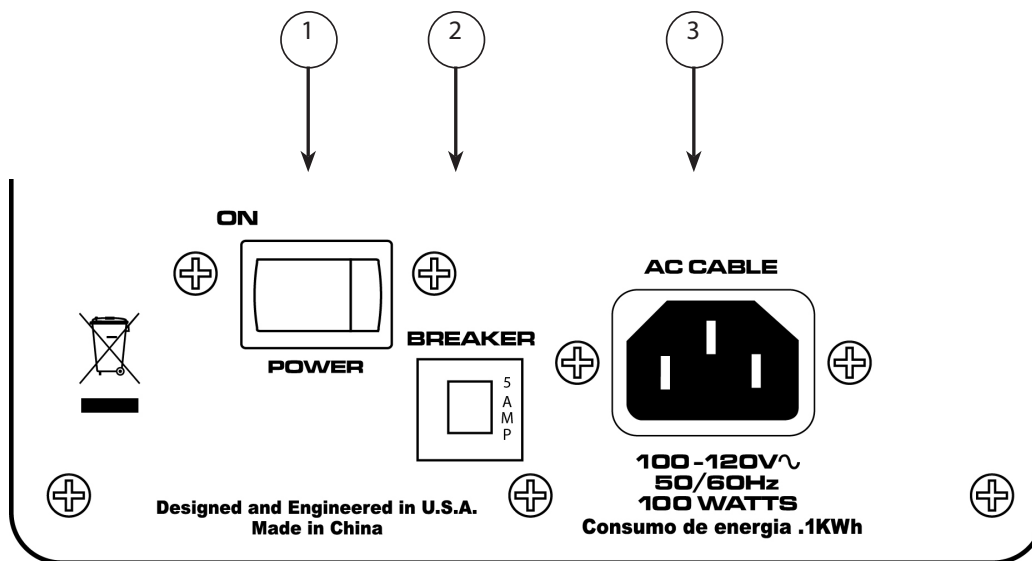 1
2
3
ON
POWER
BREAKER
5
A
M
P
AC CABLE
100-120V∿
50/60Hz
100 WATTS
Consumo de energia .1KWh
Designed and Engineered in U.S.A.
Made in China